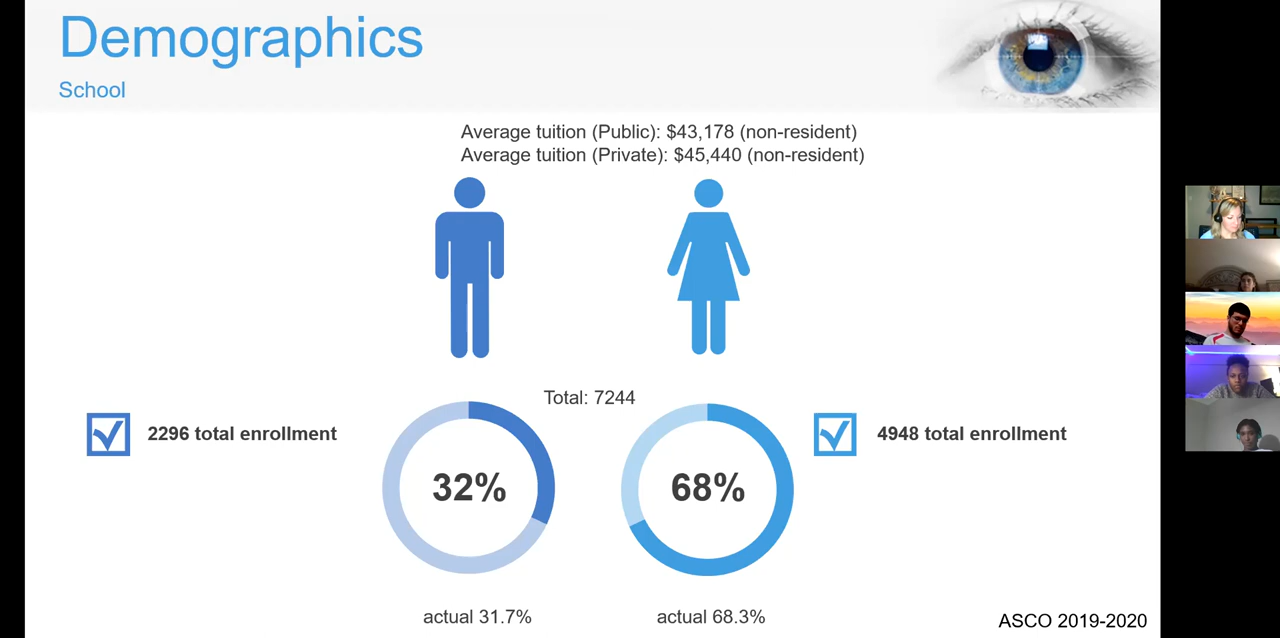 Demographics
School
Average tuition (Public): $43,178 (non-resident)
Average tuition (Private): $45,440 (non-resident)
Total: 7244
2296 total enrollment
4948 total enrollment
32%
68%
actual 31.7%
actual 68.3%
ASCO 2019-2020